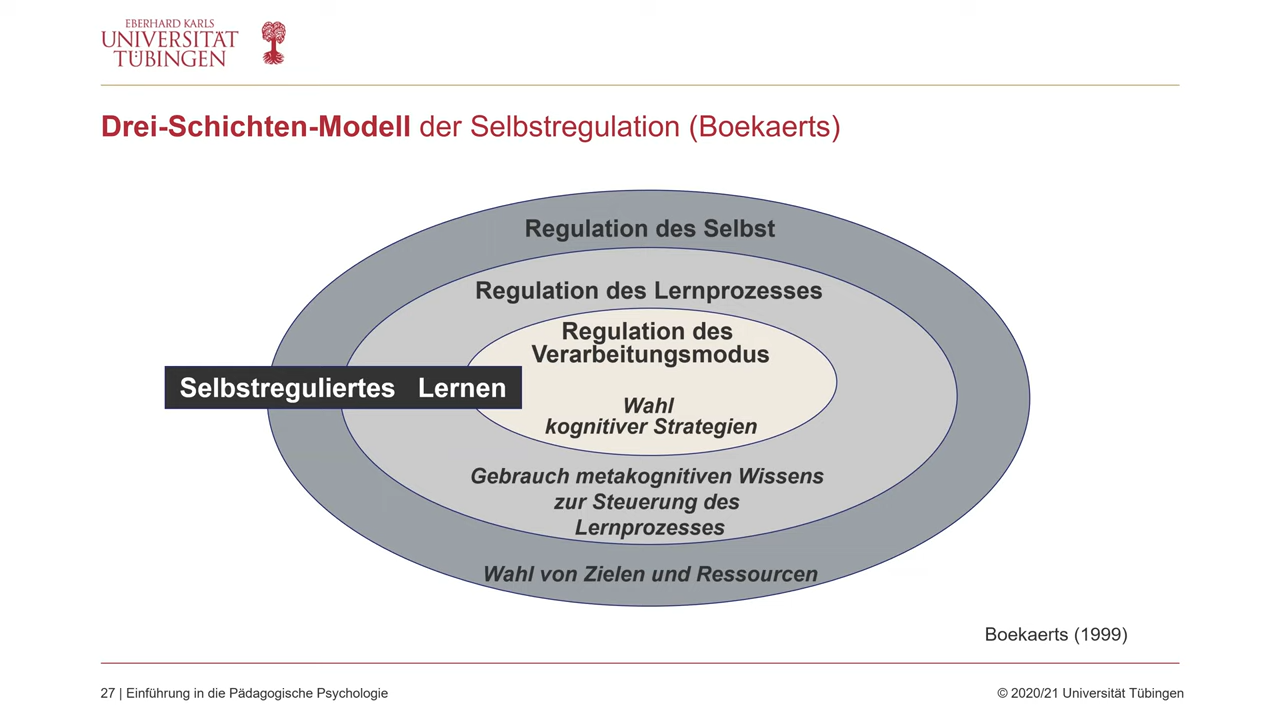 EBERHARD KARLS
UNIVERSITÄT
TÜBINGEN
Drei-Schichten-Modell der Selbstregulation (Boekaerts)
Regulation des Selbst
Regulation des Lernprozesses
Regulation des
Verarbeitungsmodus
Selbstreguliertes Lernen
Wahl
kognitiver Strategien
Gebrauch metakognitiven Wissens
zur Steuerung des
Lernprozesses
Wahl von Zielen und Ressourcen
Boekaerts (1999)
27 | Einführung in die Pädagogische Psychologie
© 2020/21 Universität Tübingen